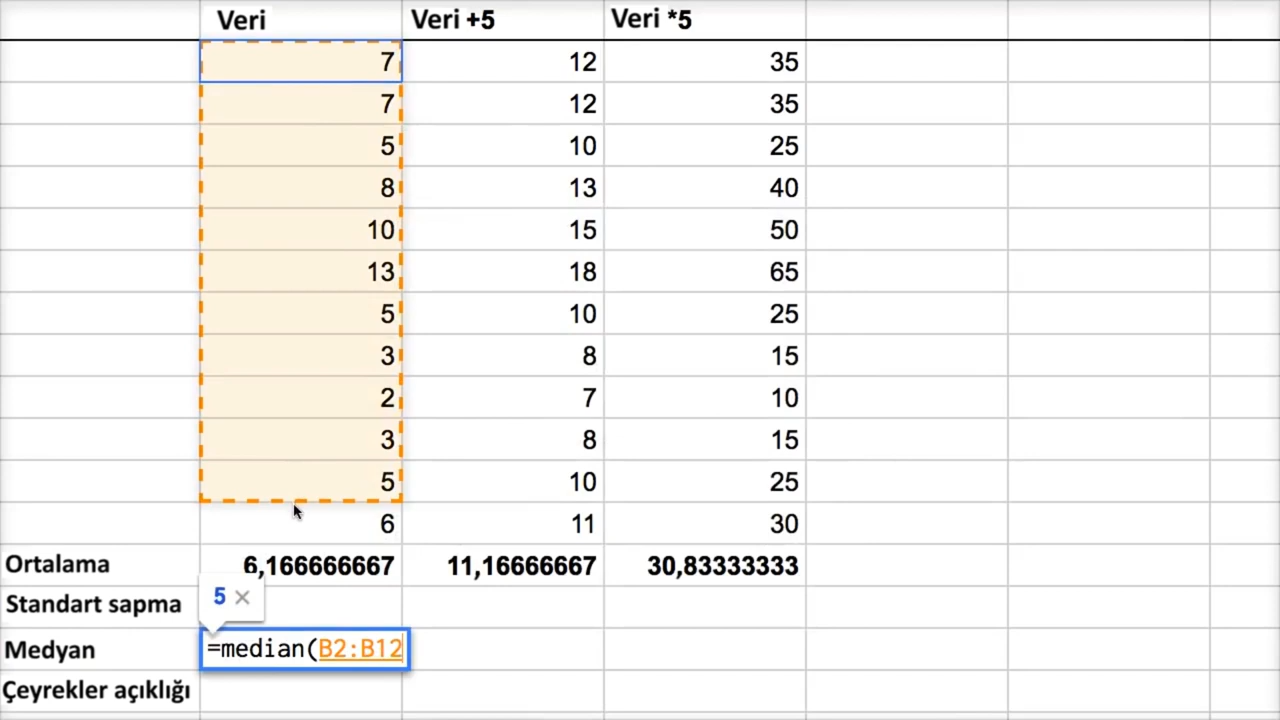 Veri Veri +5 Veri *5
7 12 35
7 12 35
5 10 25
8 13 40
10 15 50
13 18 65
5 10 25
3 8 15
2 7 10
3 8 15
5 10 25
6 11 30
Ortalama 6,166666667 11,16666667 30,83333333
5 ×
Standart sapma
Medyan =median(B2:B12
Çeyrekler açıklığı